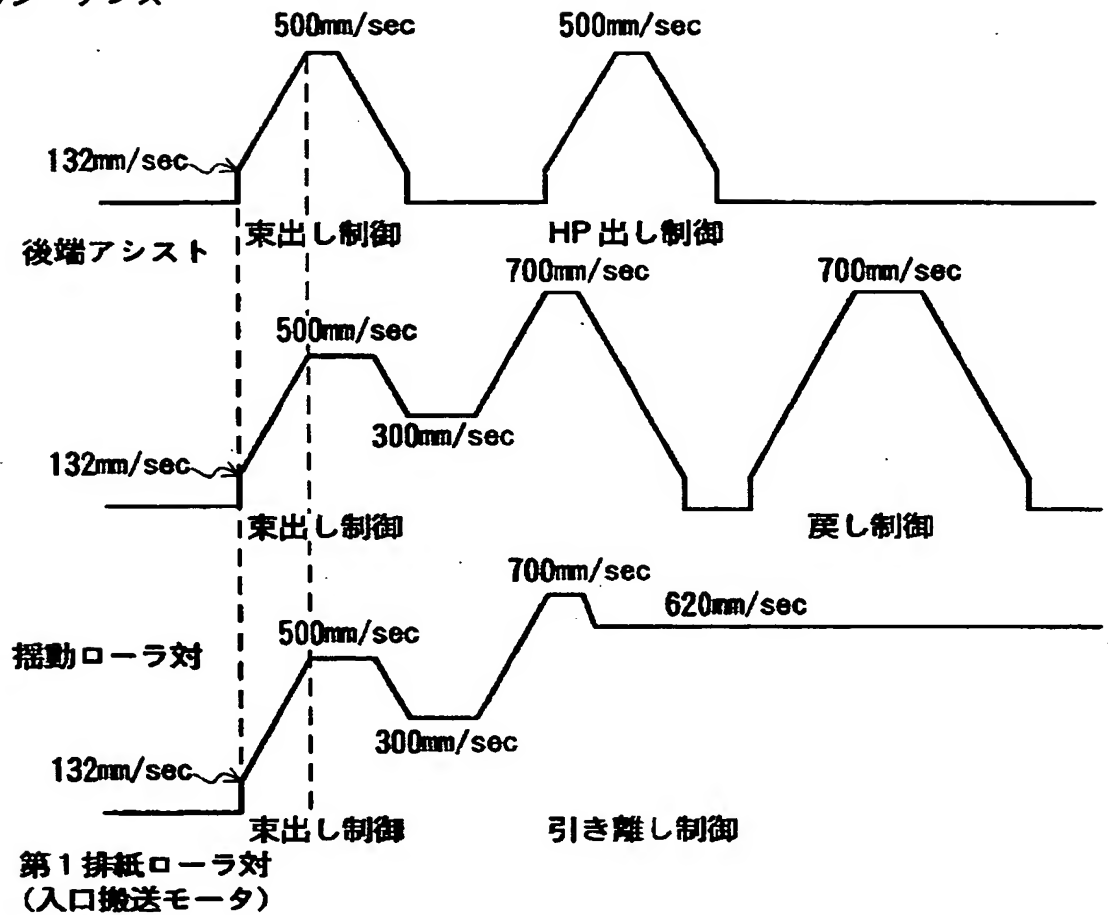 500mm/sec 500mm/sec
132mm/sec
後端アシスト 束出し制御 HP出し制御
700mm/sec 700mm/sec
500mm/sec
300mm/sec
132mm/sec
束出し制御 戻し制御
700mm/sec
620mm/sec
揺動ローラ対 500mm/sec
300mm/sec
132mm/sec
束出し制御 引き離し制御
第1排紙ローラ対
(入口搬送モータ)